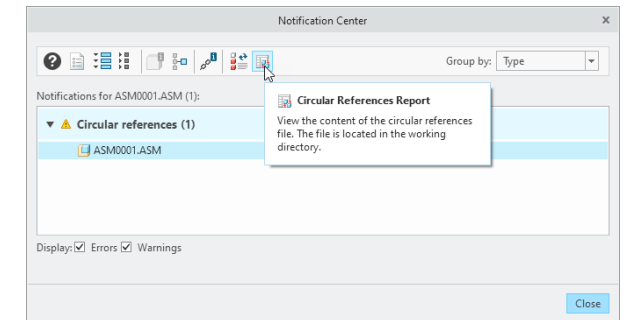 Notification Center
Group by: Type
Notifications for ASM0001.ASM (1):
Circular references (1)
ASM0001.ASM
Circular References Report
View the content of the circular references
file. The file is located in the working
directory.
Display: Errors Warnings
Close